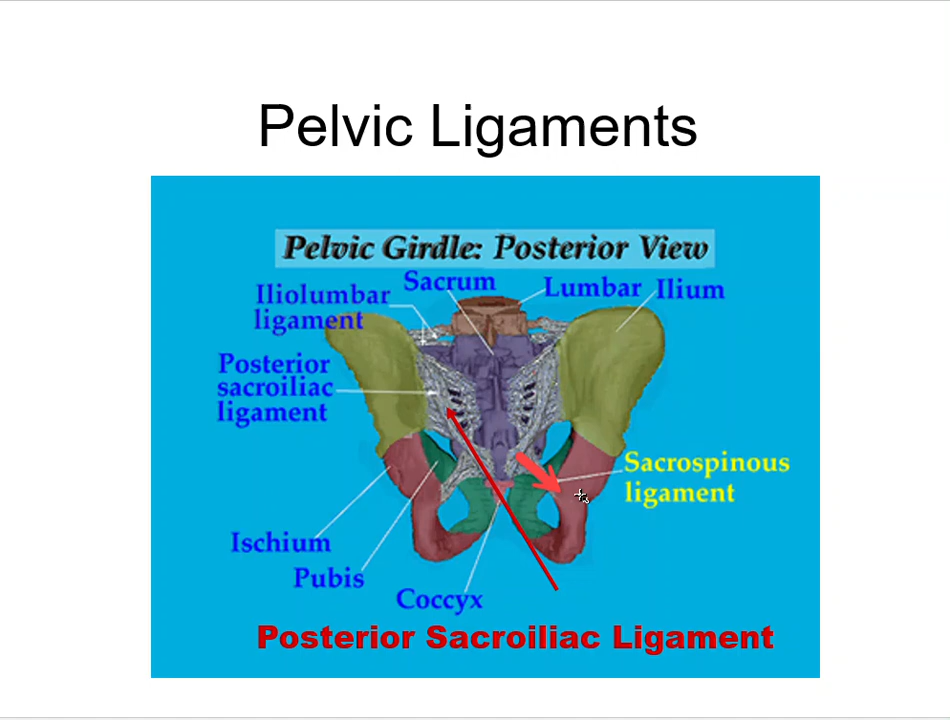 Pelvic Ligaments
Pelvic Girdle: Posterior View
Sacrum
Lumbar
Ilium
Iliolumbar
ligament
Posterior
sacroiliac
ligament
Sacrospinous
ligament
Ischium
Pubis
Coccyx
Posterior Sacroiliac Ligament